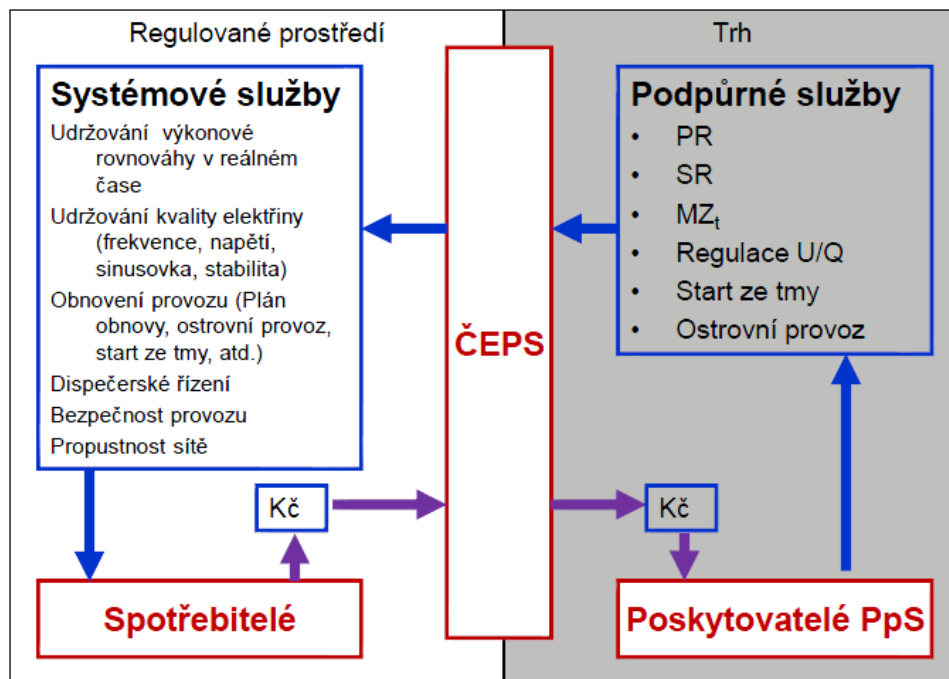 Regulované prostředí
Trh
Systémové služby
Udržování výkonové
rovnováhy v reálném
čase
Udržování kvality elektřiny
(frekvence, napětí,
sinusovka, stabilita)
Obnovení provozu (Plán
obnovy, ostrovní provoz,
start ze tmy, atd.)
Dispečerské řízení
Bezpečnost provozu
Propustnost sítě
ČEPS
Podpůrné služby
• PR
• SR
• MZt
• Regulace U/Q
• Start ze tmy
• Ostrovní provoz
Kč
Kč
Spotřebitelé
Poskytovatelé PpS